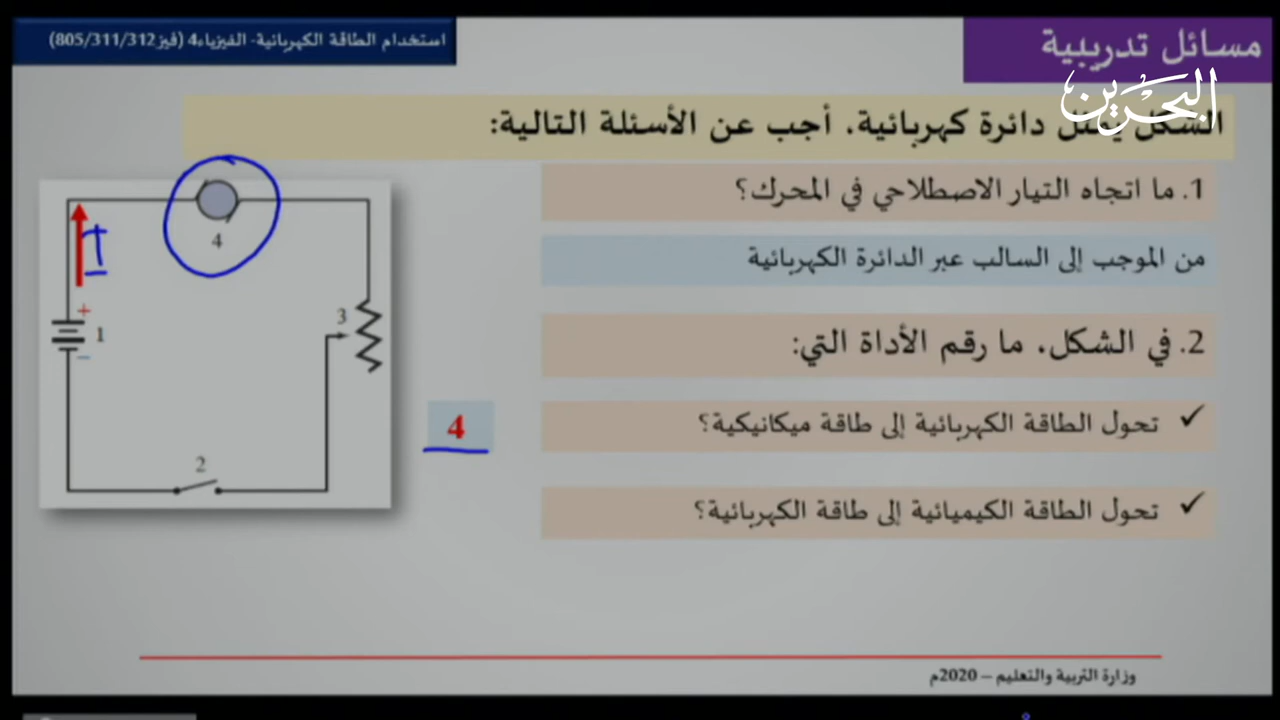 مسائل تدريبية
استخدام الطاقة الكهربائية- الفيزياء4 (فيز805/311/312)
البحرين
الشكل يمثل دائرة كهربائية. أجب عن الأسئلة التالية:
1. ما اتجاه التيار الاصطلاحي في المحرك؟
من الموجب إلى السالب عبر الدائرة الكهربائية
2. في الشكل، ما رقم الأداة التي:
✓ تحول الطاقة الكهربائية إلى طاقة ميكانيكية؟
4
✓ تحول الطاقة الكيميائية إلى طاقة الكهربائية؟
4
I
+
1
−
3
2
وزارة التربية والتعليم – 2020م